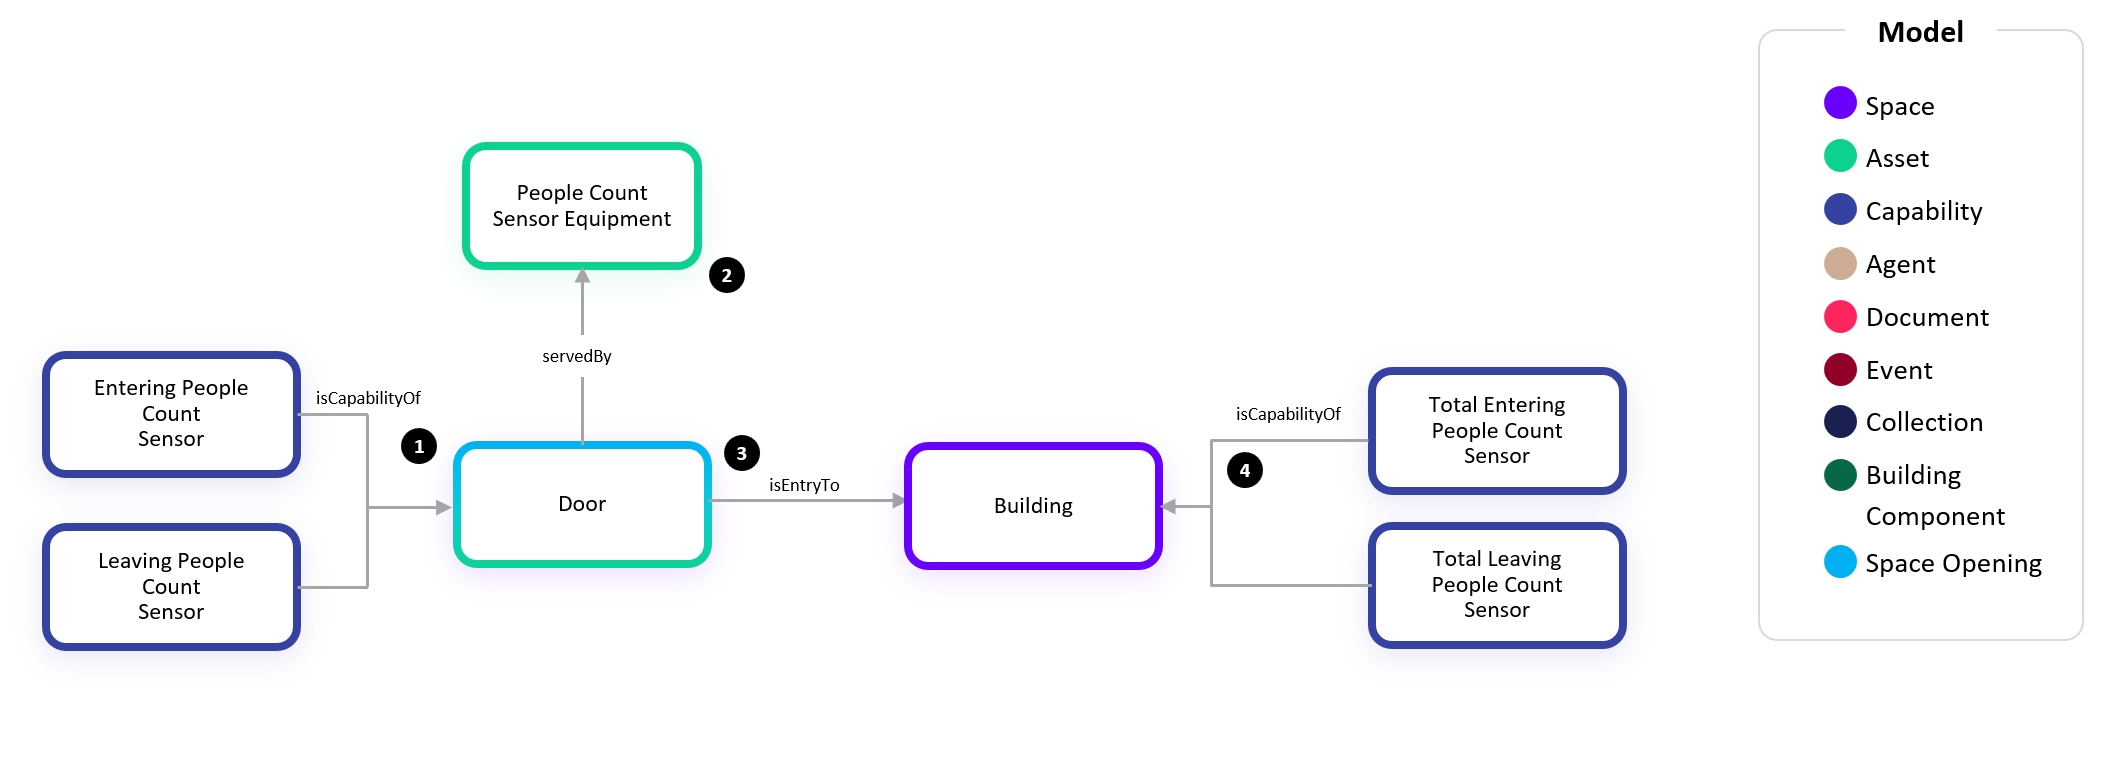 People Count
Sensor Equipment
2
servedBy
Entering People
Count
Sensor
isCapabilityOf
1
Leaving People
Count
Sensor
Door
3
isEntryTo
Building
isCapabilityOf
4
Total Entering
People Count
Sensor
Total Leaving
People Count
Sensor
Model
Space
Asset
Capability
Agent
Document
Event
Collection
Building
Component
Space Opening